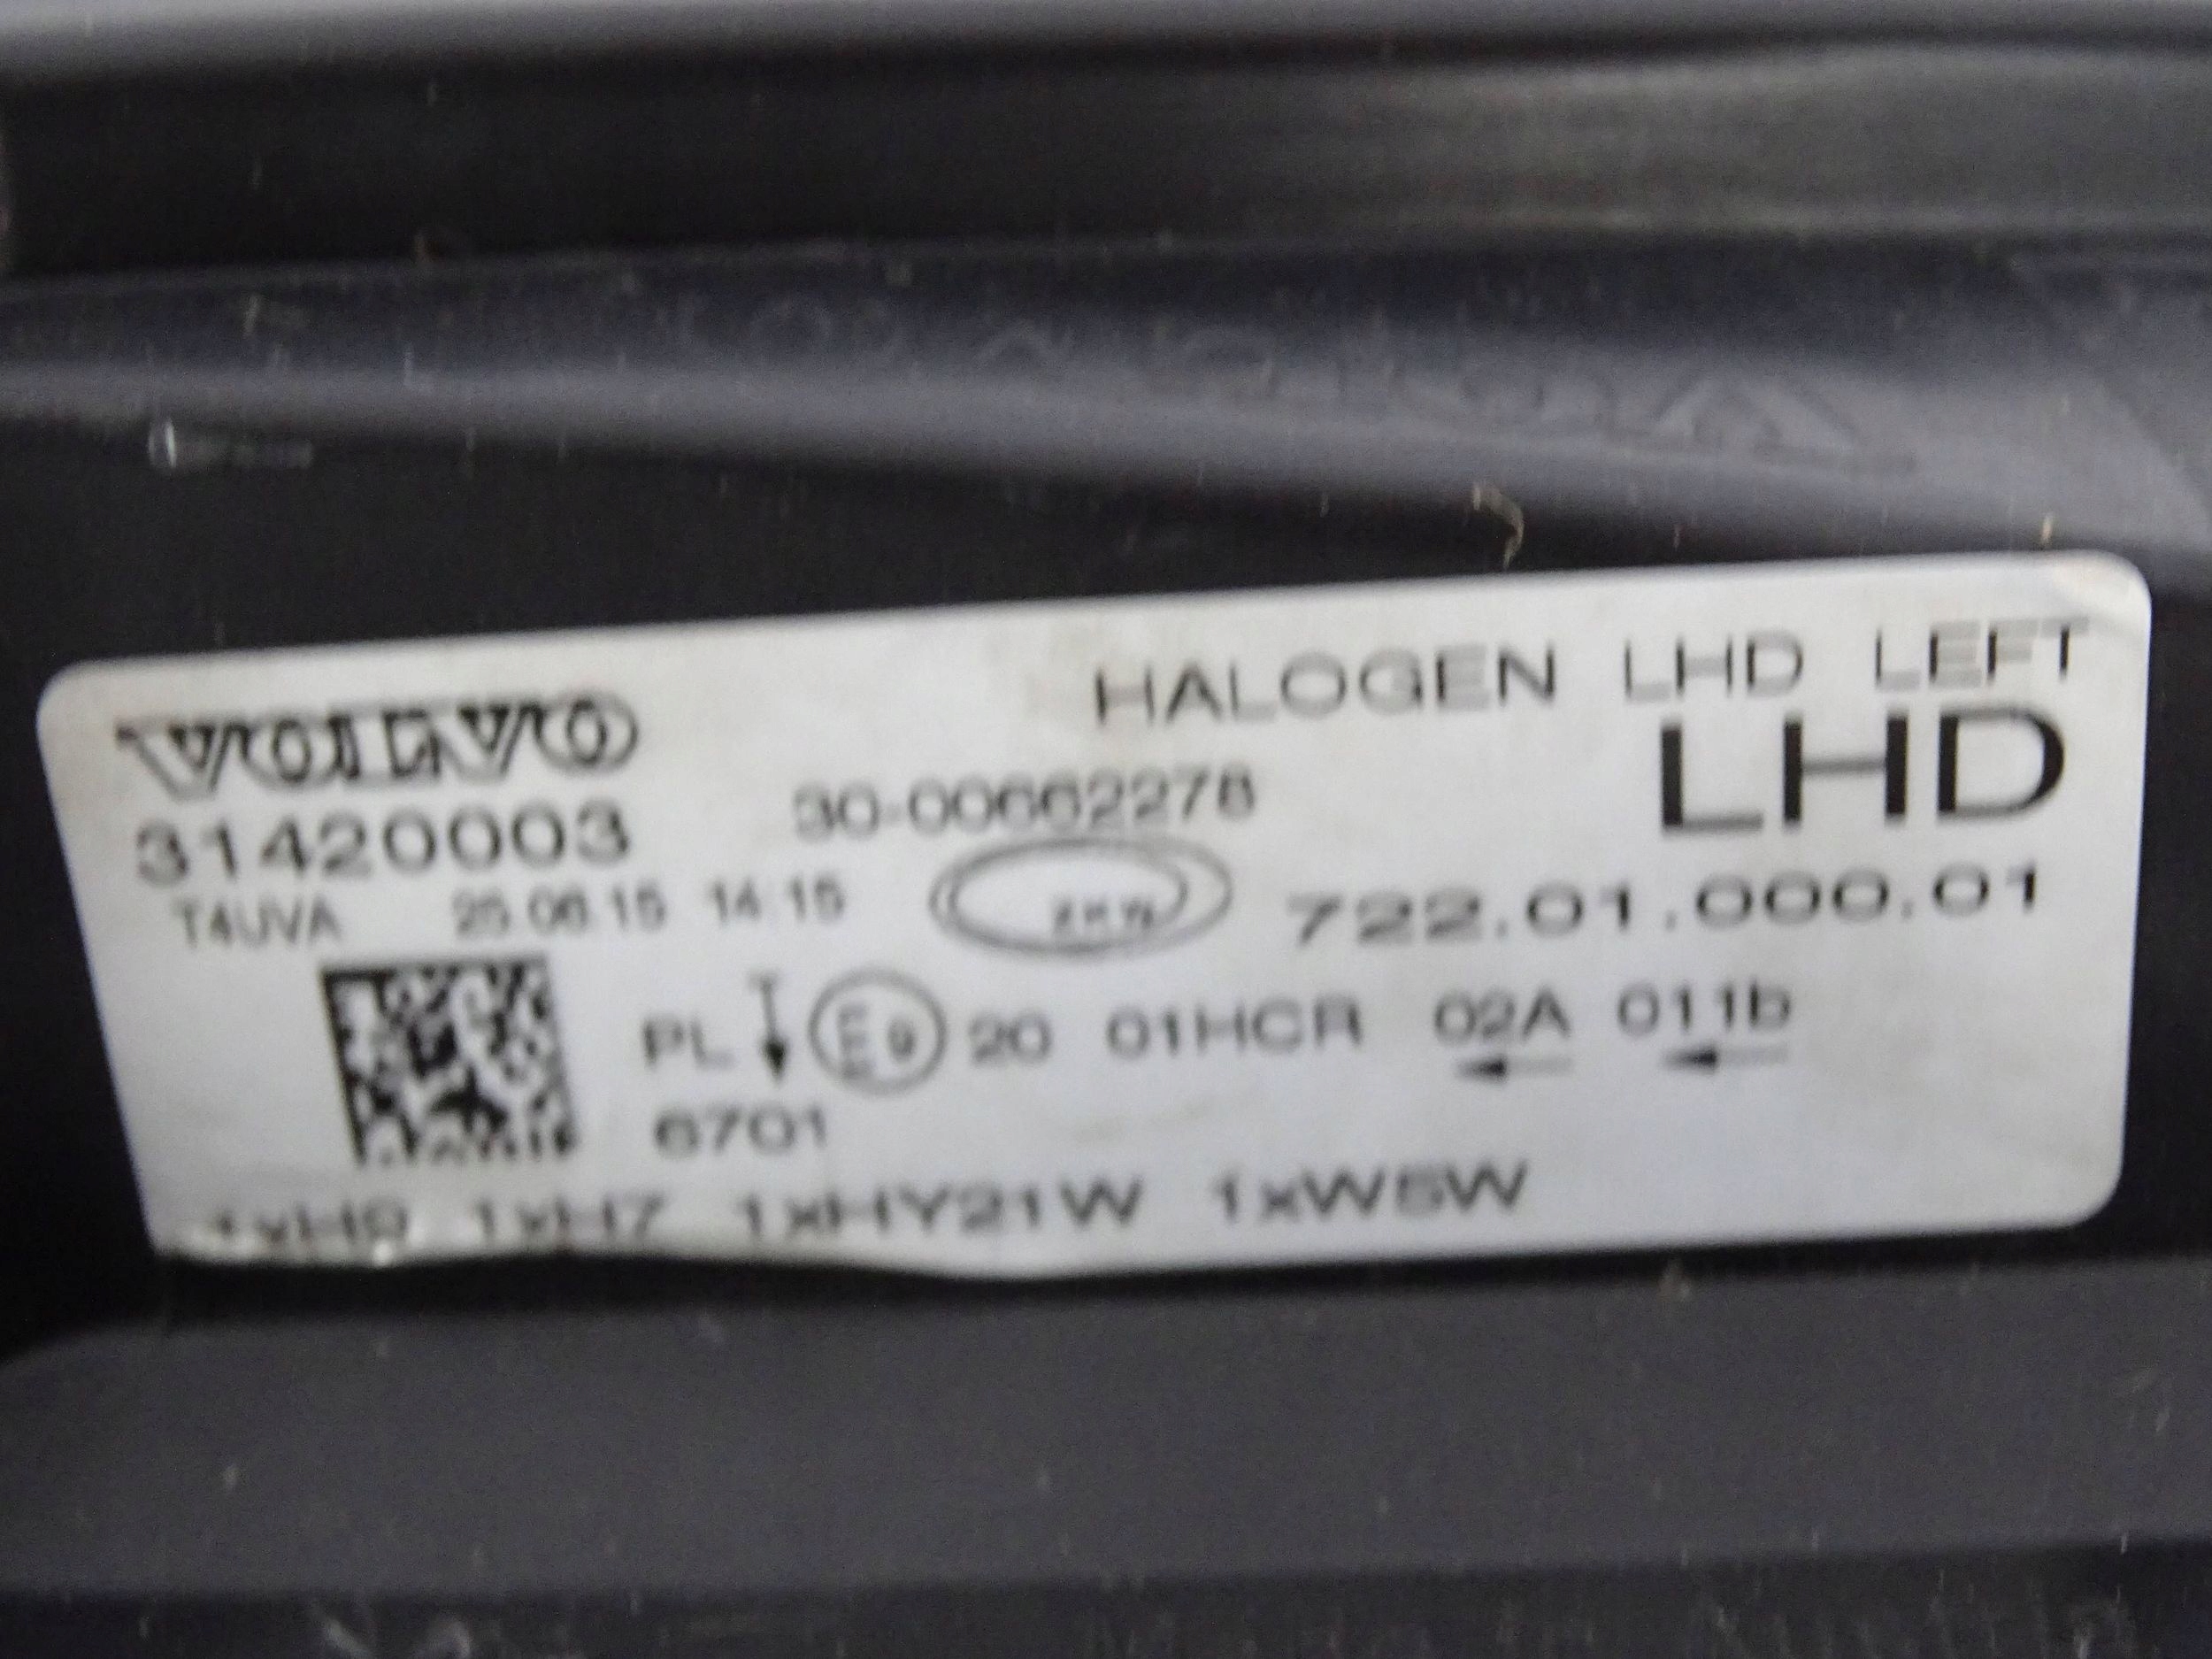 HALOGEN LHD LEFT
VOLVO
LHD
31420003
30-00662278
T4UVA 25.06.15 14:15
ZKW
722.01.000.01
PL E9 20 01HCR 02A 011b
6701
1xH9 1xH7 1xHY21W 1xW5W